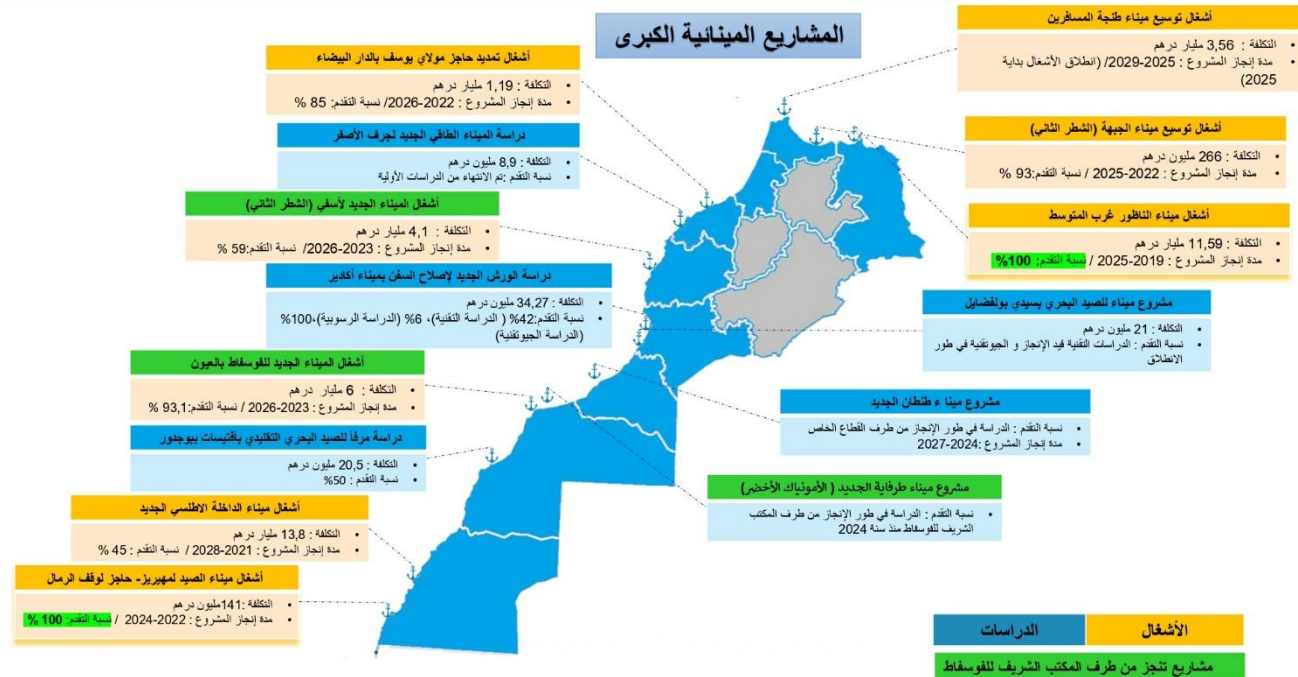 المشاريع المينائية الكبرى
أشغال توسيع ميناء طنجة المسافرين
التكلفة : 3,56 مليار درهم
مدة إنجاز المشروع : 2025-2029/ (انطلاق الأشغال بداية
2025)
أشغال توسيع ميناء الجبهة (الشطر الثاني)
التكلفة : 266 مليون درهم
مدة إنجاز المشروع : 2022-2025 / نسبة التقدم:93 %
أشغال ميناء الناظور غرب المتوسط
التكلفة : 11,59 مليار درهم
مدة إنجاز المشروع : 2019-2025 / نسبة التقدم: 100%
مشروع ميناء للصيد البحري بسيدي بولفضايل
التكلفة : 21 مليون درهم
نسبة التقدم : الدراسات التقنية قيد الإنجاز و الجيوتقنية في طور
الانطلاق
مشروع مينا ء طنطان الجديد
نسبة التقدم : الدراسة في طور الإنجاز من طرف القطاع الخاص
مدة إنجاز المشروع :2024-2027
مشروع ميناء طرفاية الجديد ( الأمونياك الأخضر)
نسبة التقدم : الدراسة في طور الإنجاز من طرف المكتب
الشريف للفوسفاط منذ سنة 2024
أشغال تمديد حاجز مولاي يوسف بالدار البيضاء
التكلفة : 1,19 مليار درهم
مدة إنجاز المشروع : 2022-2026/ نسبة التقدم: 85 %
دراسة الميناء الطاقي الجديد لجرف الأصفر
التكلفة : 8,9 مليون درهم
نسبة التقدم :تم الانتهاء من الدراسات الأولية
أشغال الميناء الجديد لأسفي (الشطر الثاني)
التكلفة : 4,1 مليار درهم
مدة إنجاز المشروع : 2023-2026/ نسبة التقدم:59 %
دراسة الورش الجديد لإصلاح السفن بميناء أكادير
التكلفة : 34,27 مليون درهم
نسبة التقدم:42% ( الدراسة التقنية)، 6% (الدراسة الرسوبية)،100%
(الدراسة الجيوتقنية)
أشغال الميناء الجديد للفوسفاط بالعيون
التكلفة : 6 مليار درهم
مدة إنجاز المشروع : 2023-2026 / نسبة التقدم:93,1 %
دراسة مرفأ للصيد البحري التقليدي بأفتيسات ببوجدور
التكلفة : 20,5 مليون درهم
نسبة التقدم : 50%
أشغال ميناء الداخلة الاطلسي الجديد
التكلفة : 13,8 مليار درهم
مدة إنجاز المشروع : 2021-2028 / نسبة التقدم : 45 %
أشغال ميناء الصيد لمهيريز- حاجز لوقف الرمال
التكلفة :141مليون درهم
مدة إنجاز المشروع : 2022-2024 / نسبة التقدم: 100 %
الأشغال
الدراسات
مشاريع تنجز من طرف المكتب الشريف للفوسفاط